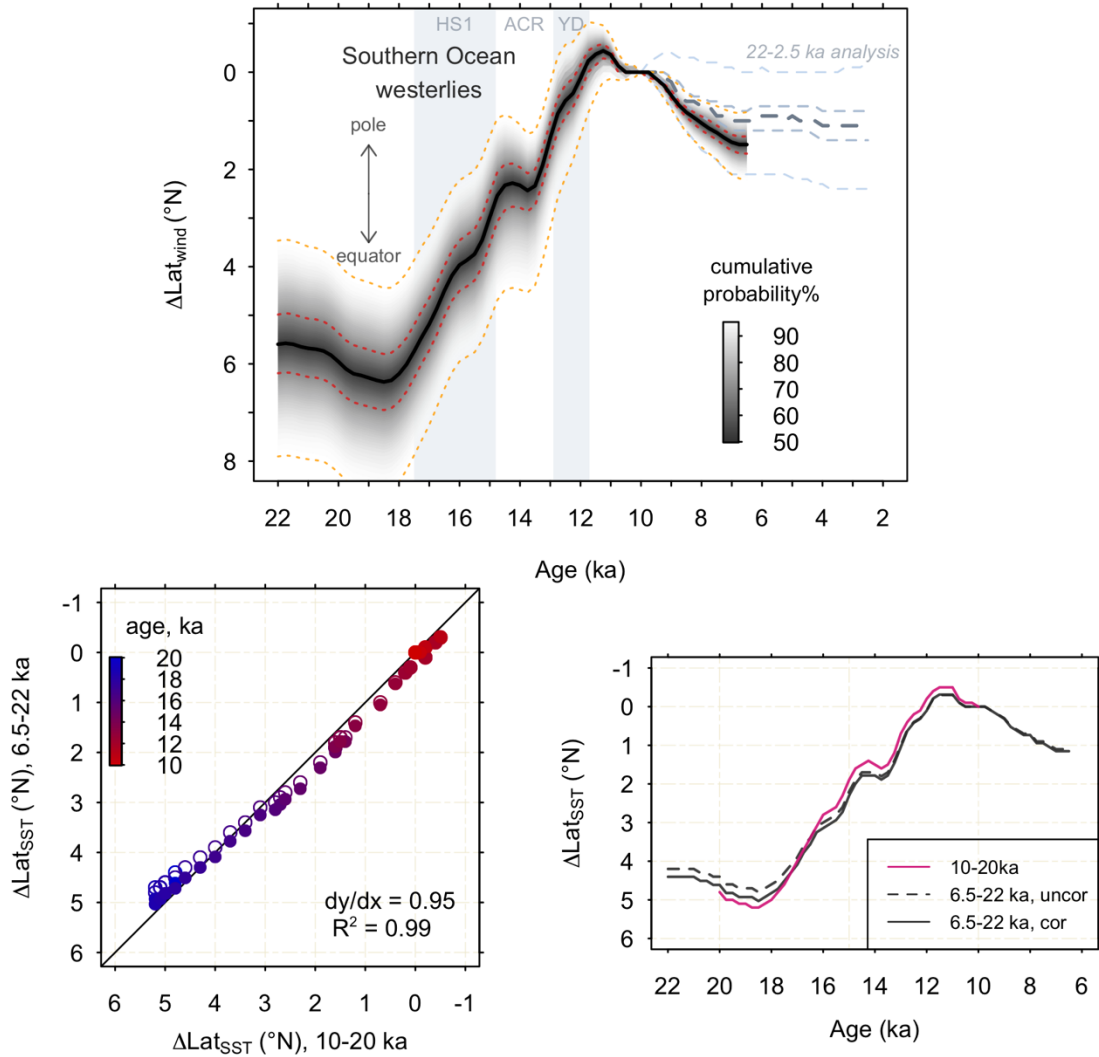 HS1 ACR YD
Southern Ocean
westerlies
22-2.5 ka analysis
pole
equator
ΔLatwind (°N)
0
2
4
6
8
cumulative
probability%
90
80
70
60
50
22 20 18 16 14 12 10 8 6 4 2
Age (ka)
ΔLatSST (°N), 6.5-22 ka
-1
0
1
2
3
4
5
6
age, ka
20
18
16
14
12
10
dy/dx = 0.95
R² = 0.99
6 5 4 3 2 1 0 -1
ΔLatSST (°N), 10-20 ka
ΔLatSST (°N)
-1
0
1
2
3
4
5
6
10-20ka
6.5-22 ka, uncor
6.5-22 ka, cor
22 20 18 16 14 12 10 8 6
Age (ka)